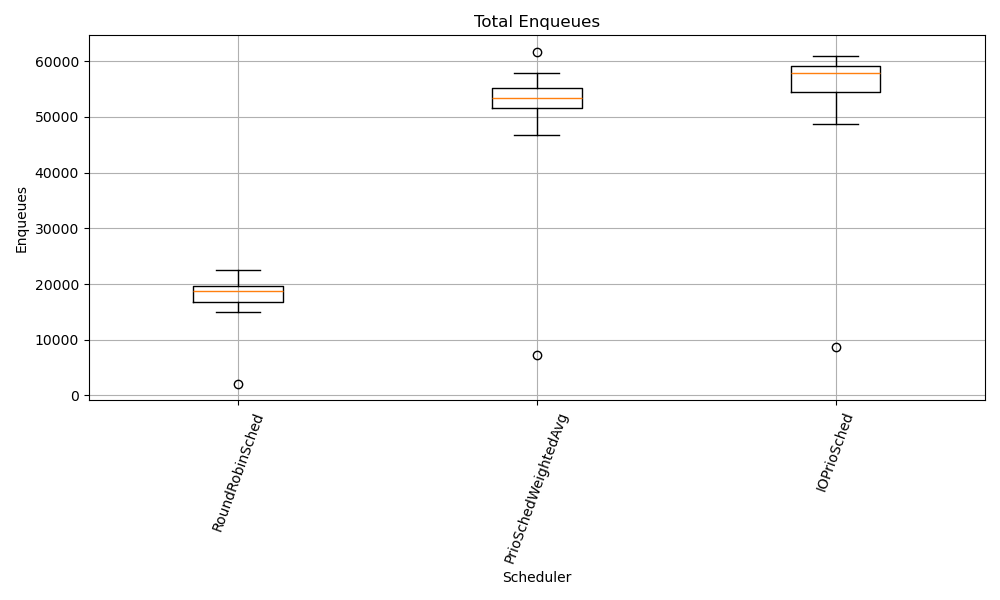 Total Enqueues
60000
50000
40000
30000
20000
10000
0
Enqueues
RoundRobinSched
PrioSchedWeightedAvg
IOPrioSched
Scheduler